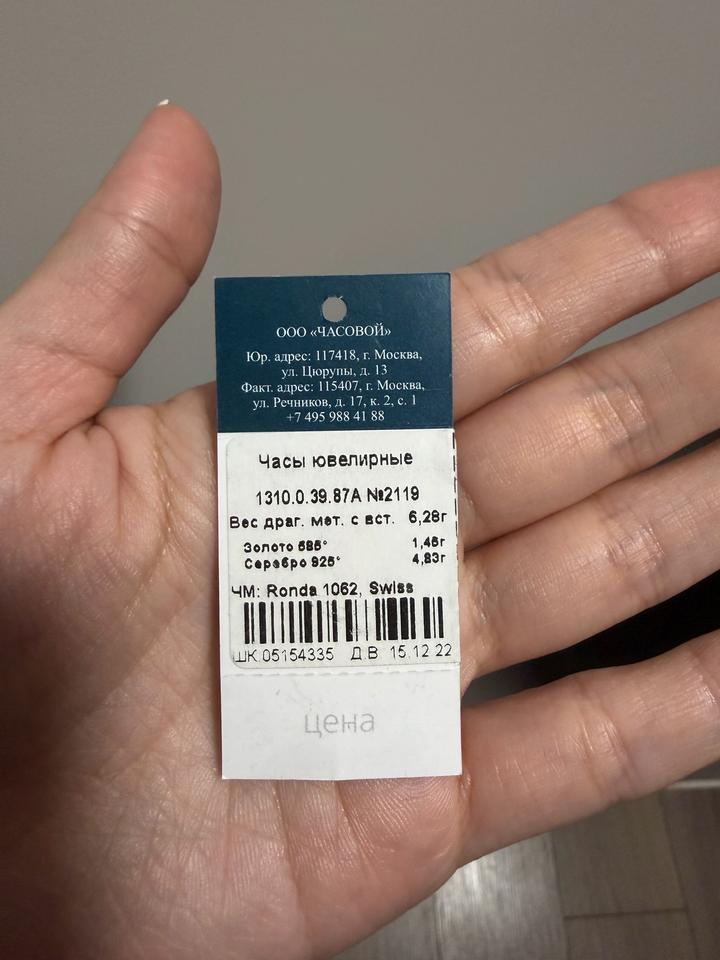 ООО «ЧАСОВОЙ»
Юр. адрес: 117418, г. Москва,
ул. Цюрупы, д. 13
Факт. адрес: 115407, г. Москва,
ул. Речников, д. 17, к. 2, с. 1
+7 495 988 41 88
Часы ювелирные
1310.0.39.87А №2119
Вес драг. мет. с вст. 6,28г
Золото 585° 1,45г
Серебро 925° 4,83г
ЧМ: Ronda 1062, Swiss
ШК 05154335 Д.В 15.12.22
цена